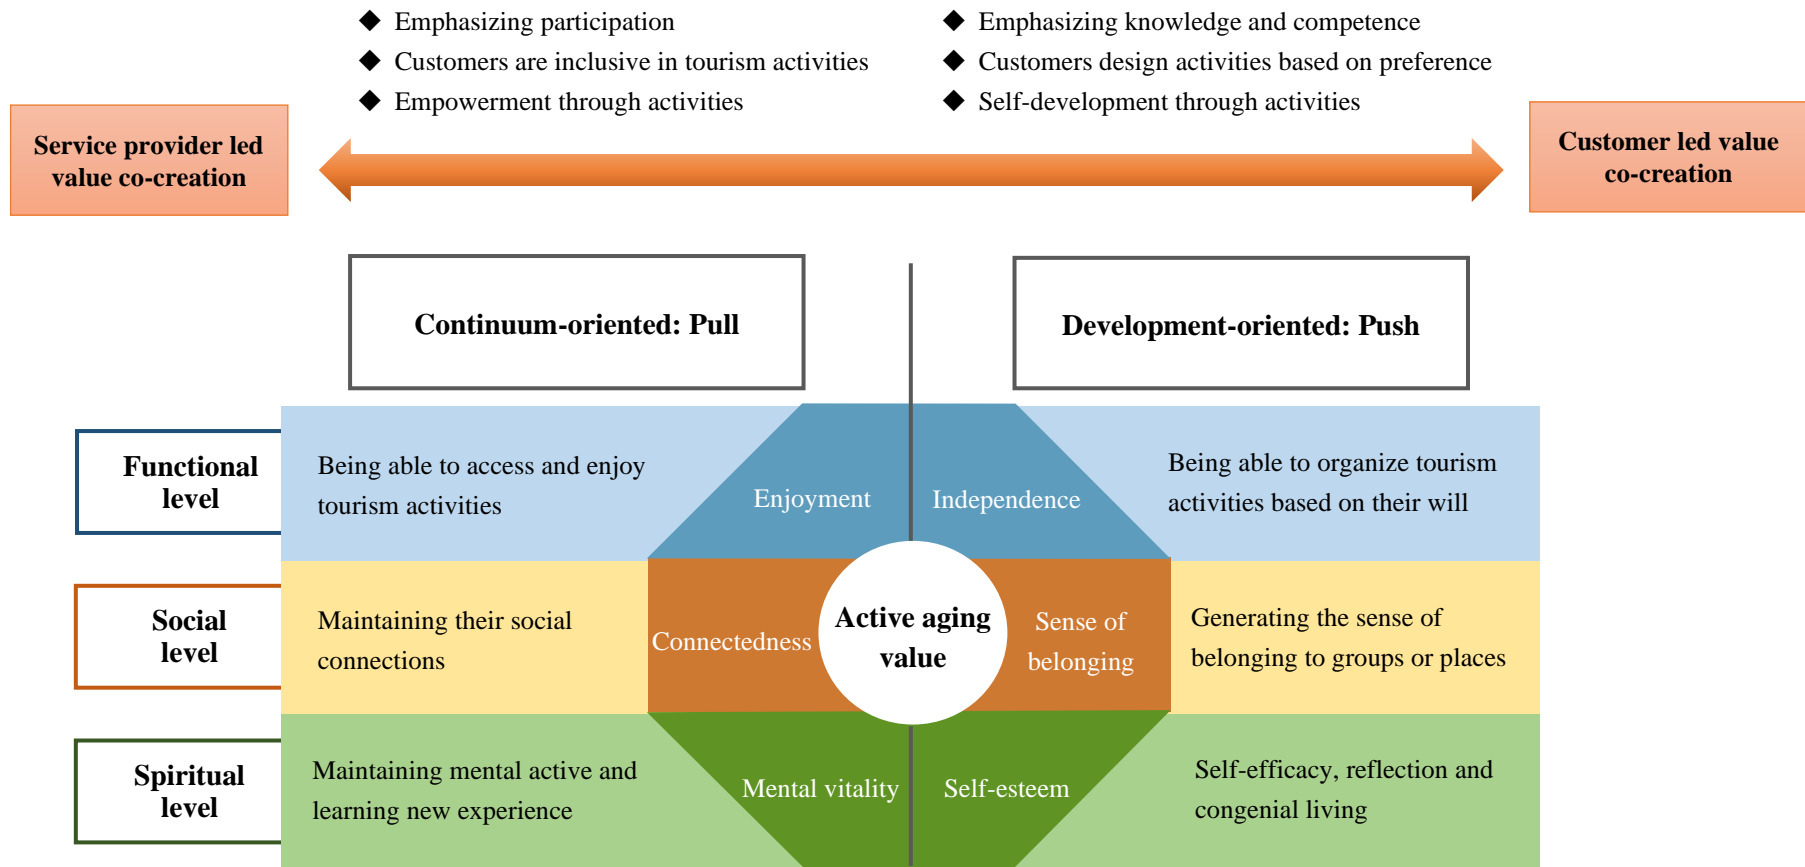 ◆ Emphasizing participation
◆ Customers are inclusive in tourism activities
◆ Empowerment through activities
◆ Emphasizing knowledge and competence
◆ Customers design activities based on preference
◆ Self-development through activities
Service provider led
value co-creation
Customer led value
co-creation
Continuum-oriented: Pull
Development-oriented: Push
Functional
level
Being able to access and enjoy
tourism activities
Enjoyment
Independence
Being able to organize tourism
activities based on their will
Social
level
Maintaining their social
connections
Connectedness
Active aging
value
Sense of
belonging
Generating the sense of
belonging to groups or places
Spiritual
level
Maintaining mental active and
learning new experience
Mental vitality
Self-esteem
Self-efficacy, reflection and
congenial living